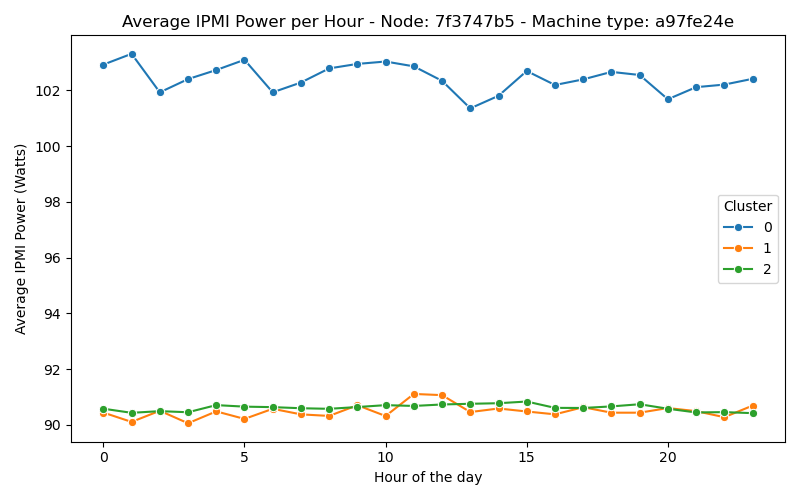 Average IPMI Power per Hour - Node: 7f3747b5 - Machine type: a97fe24e
Average IPMI Power (Watts)
102
100
98
96
94
92
90
Cluster
0
1
2
0 5 10 15 20
Hour of the day